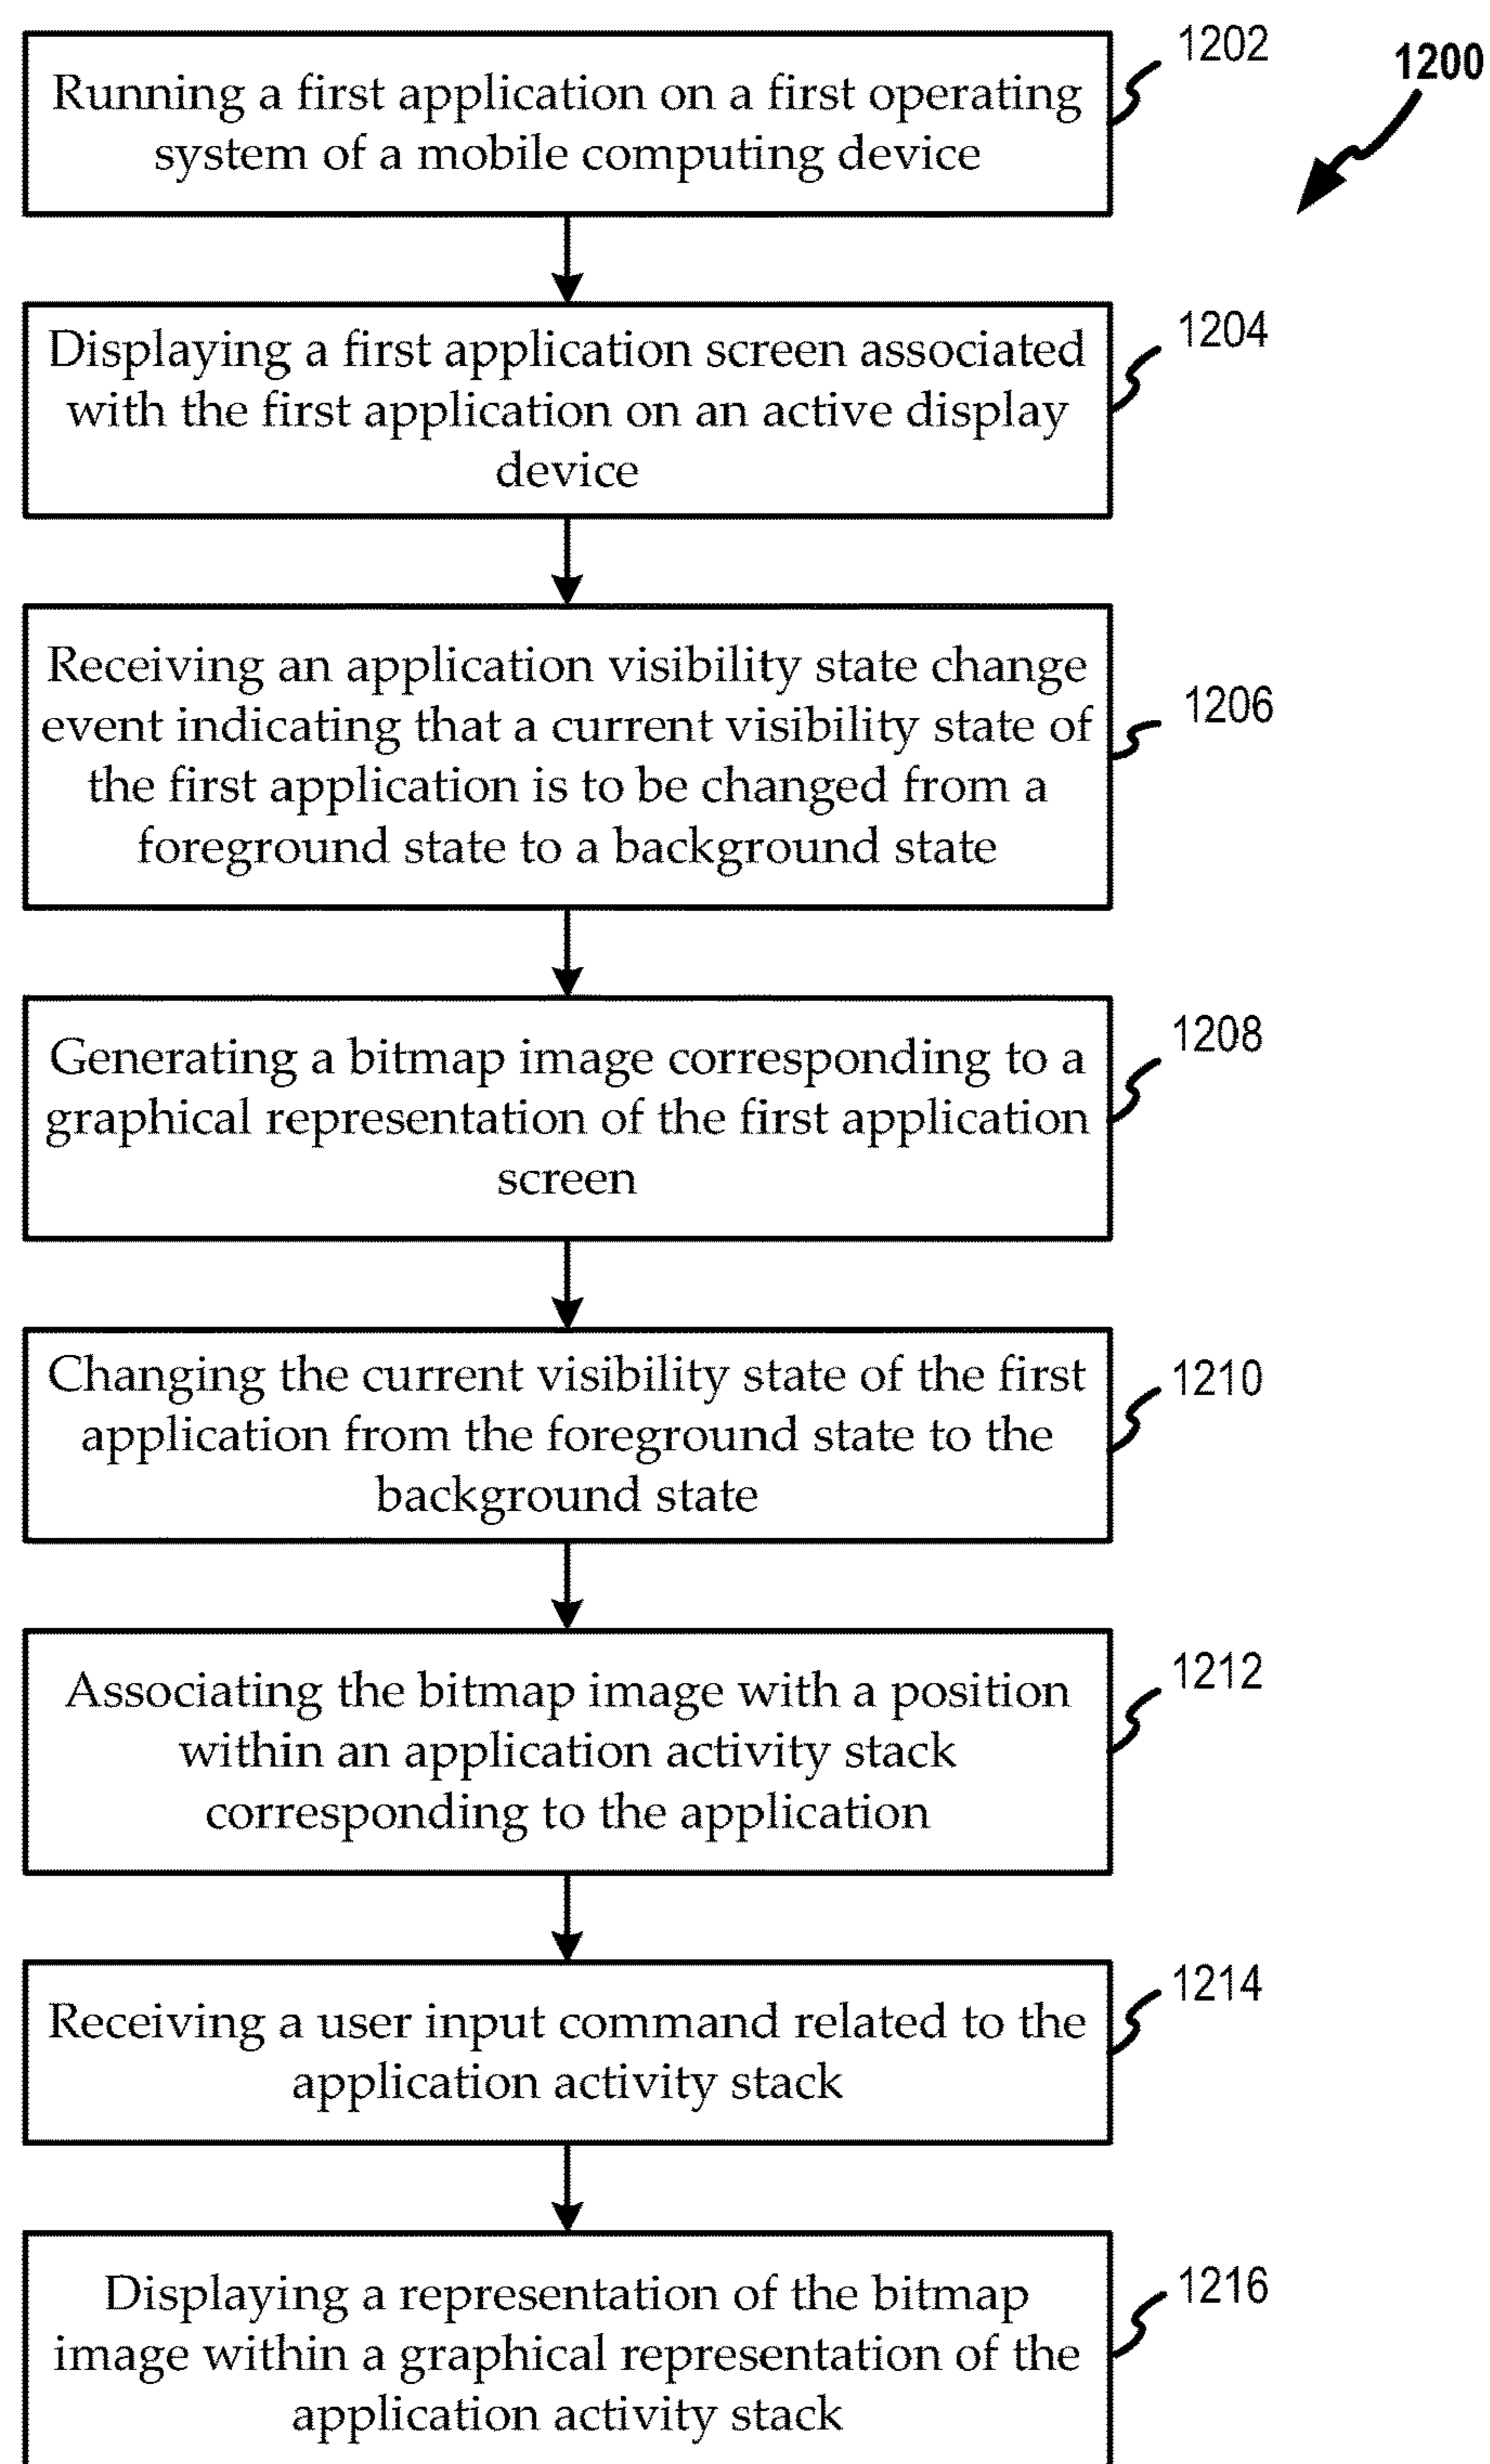 1202
1200
Running a first application on a first operating
system of a mobile computing device
1204
Displaying a first application screen associated
with the first application on an active display
device
1206
Receiving an application visibility state change
event indicating that a current visibility state of
the first application is to be changed from a
foreground state to a background state
1208
Generating a bitmap image corresponding to a
graphical representation of the first application
screen
1210
Changing the current visibility state of the first
application from the foreground state to the
background state
1212
Associating the bitmap image with a position
within an application activity stack
corresponding to the application
1214
Receiving a user input command related to the
application activity stack
1216
Displaying a representation of the bitmap
image within a graphical representation of the
application activity stack